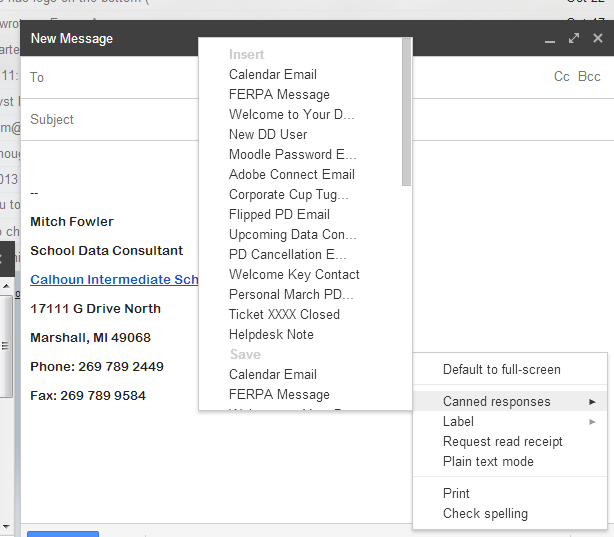 New Message
To
Cc Bcc
Subject
--
Mitch Fowler
School Data Consultant
Calhoun Intermediate Sch
17111 G Drive North
Marshall, MI 49068
Phone: 269 789 2449
Fax: 269 789 9584
Insert
Calendar Email
FERPA Message
Welcome to Your D...
New DD User
Moodle Password E...
Adobe Connect Email
Corporate Cup Tug...
Flipped PD Email
Upcoming Data Con...
PD Cancellation E...
Welcome Key Contact
Personal March PD...
Ticket XXXX Closed
Helpdesk Note
Save
Calendar Email
FERPA Message
Default to full-screen
Canned responses
Label
Request read receipt
Plain text mode
Print
Check spelling